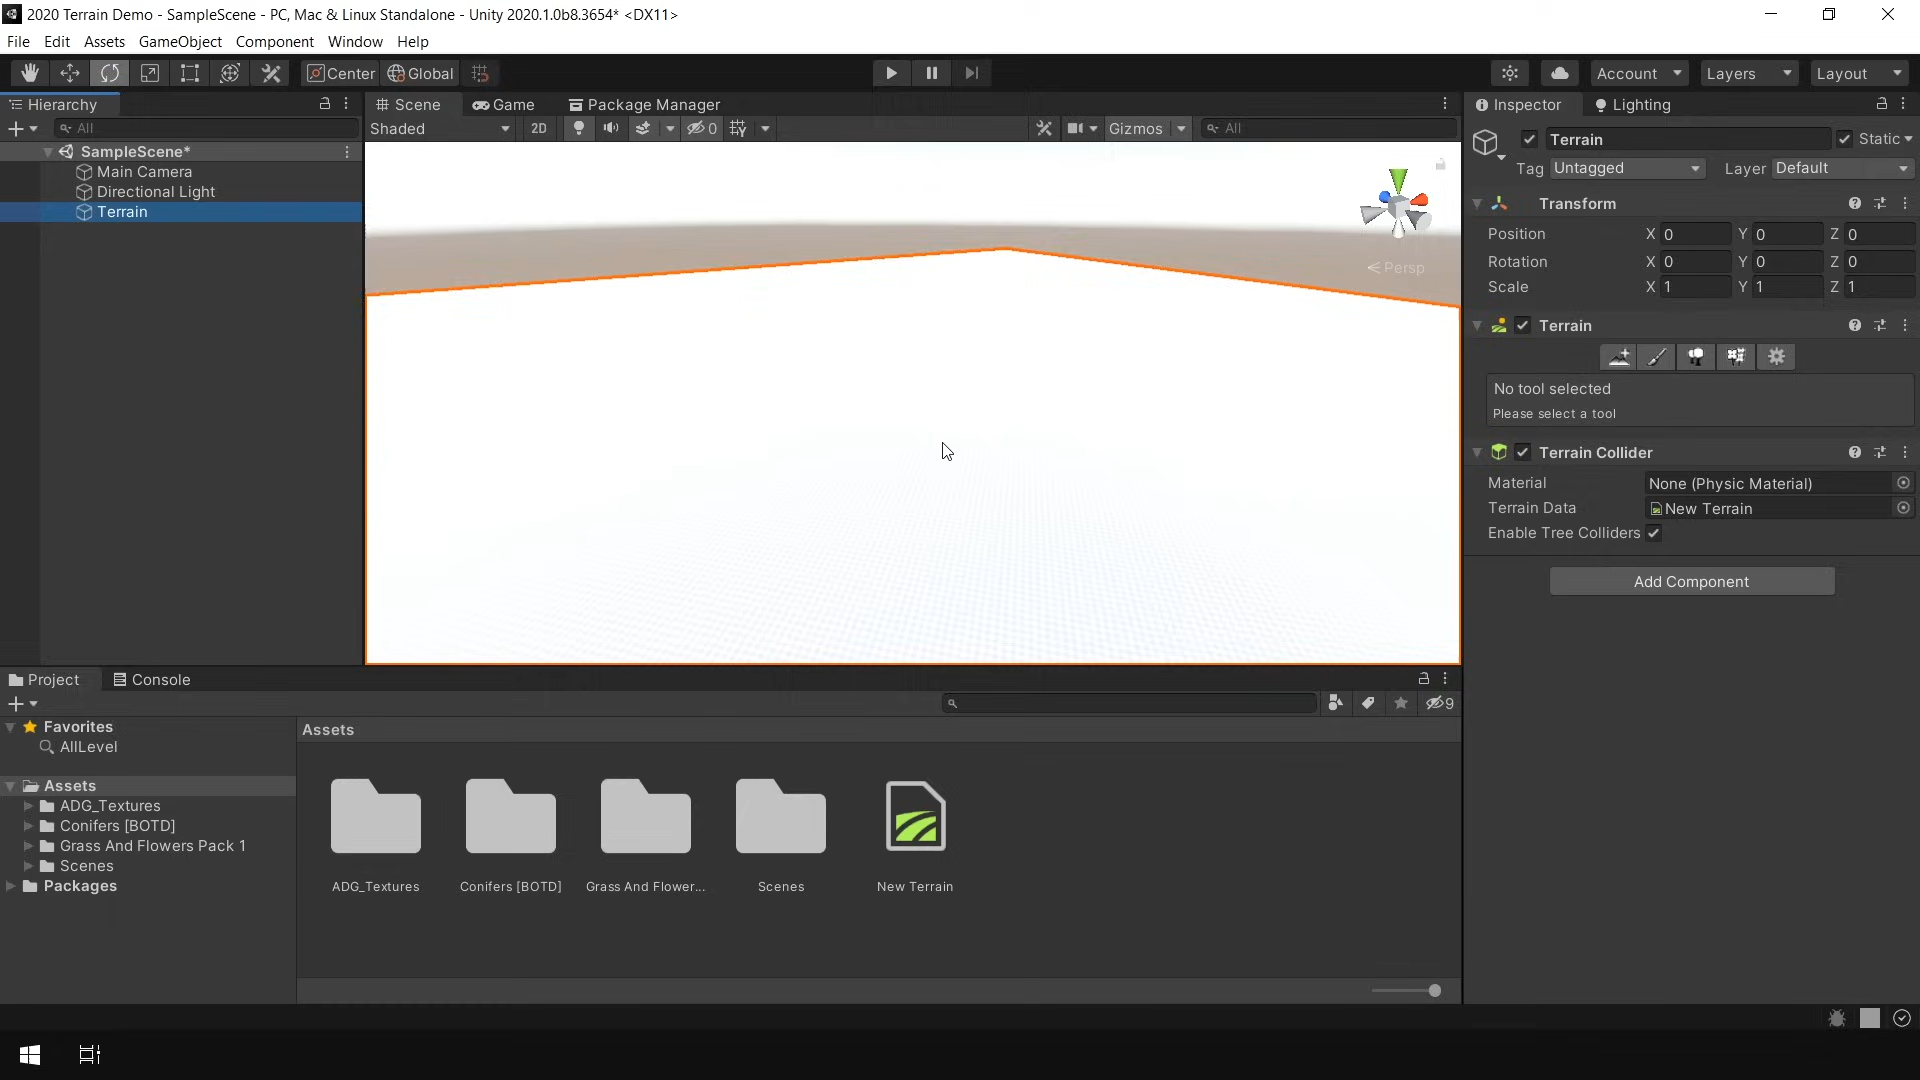 2020 Terrain Demo - SampleScene - PC, Mac & Linux Standalone - Unity 2020.1.0b8.3654* <DX11>
File Edit Assets GameObject Component Window Help
Center Global Account Layers Layout
Hierarchy
All
SampleScene*
Main Camera
Directional Light
Terrain
Scene Game Package Manager
Shaded 2D 0 Gizmos All
Persp
Inspector Lighting
Terrain Static
Tag Untagged Layer Default
Transform
Position X 0 Y 0 Z 0
Rotation X 0 Y 0 Z 0
Scale X 1 Y 1 Z 1
Terrain
No tool selected
Please select a tool
Terrain Collider
Material None (Physic Material)
Terrain Data New Terrain
Enable Tree Colliders
Add Component
Project Console
9
Favorites
AllLevel
Assets
ADG_Textures
Conifers [BOTD]
Grass And Flowers Pack 1
Scenes
Packages
Assets
ADG_Textures Conifers [BOTD] Grass And Flower... Scenes New Terrain